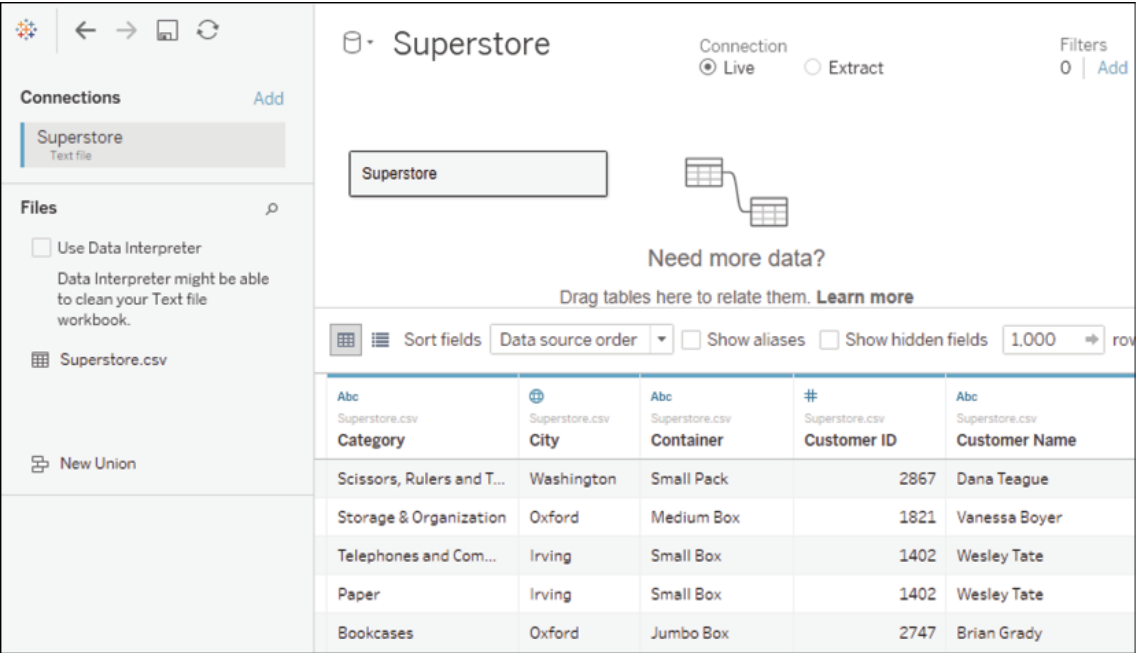 Connections Add
Superstore
Text file
Files
Use Data Interpreter
Data Interpreter might be able
to clean your Text file
workbook.
Superstore.csv
New Union
Superstore
Connection
Live Extract
Filters
0 Add
Superstore
Need more data?
Drag tables here to relate them. Learn more
Sort fields Data source order Show aliases Show hidden fields 1,000
Abc Abc # Abc
Superstore.csv Superstore.csv Superstore.csv Superstore.csv Superstore.csv
Category City Container Customer ID Customer Name
Scissors, Rulers and T... Washington Small Pack 2867 Dana Teague
Storage & Organization Oxford Medium Box 1821 Vanessa Boyer
Telephones and Com... Irving Small Box 1402 Wesley Tate
Paper Irving Small Box 1402 Wesley Tate
Bookcases Oxford Jumbo Box 2747 Brian Grady